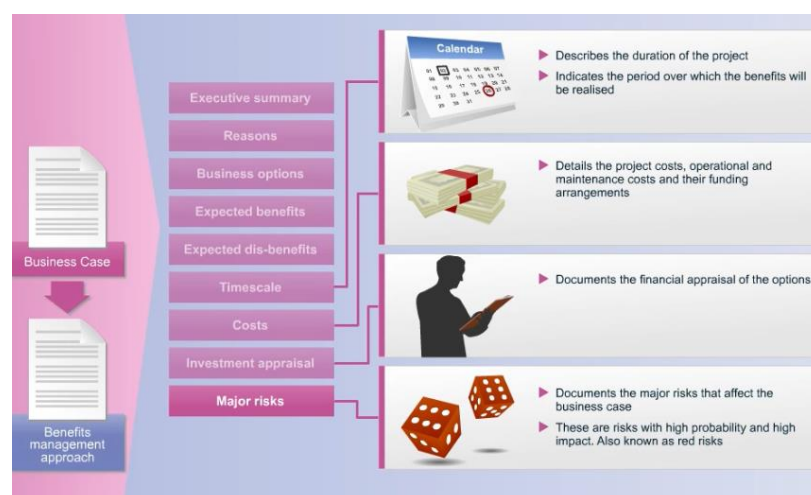 Business Case
Benefits
management
approach
Executive summary
Reasons
Business options
Expected benefits
Expected dis-benefits
Timescale
Costs
Investment appraisal
Major risks
Calendar
Describes the duration of the project
Indicates the period over which the benefits will
be realised
Details the project costs, operational and
maintenance costs and their funding
arrangements
Documents the financial appraisal of the options
Documents the major risks that affect the
business case
These are risks with high probability and high
impact. Also known as red risks